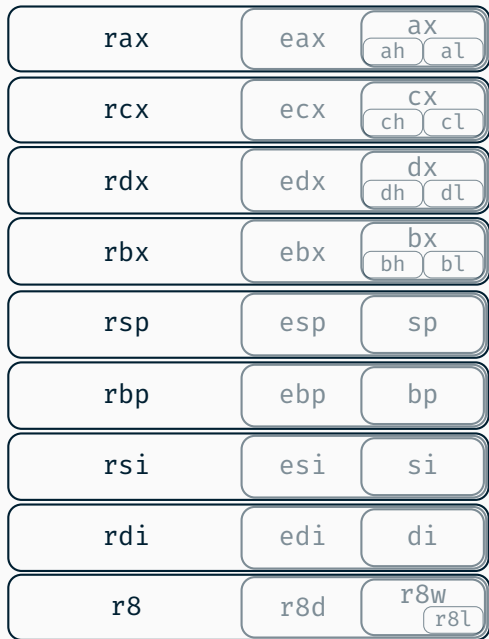 rax eax ax
ah al
rcx ecx cx
ch cl
rdx edx dx
dh dl
rbx ebx bx
bh bl
rsp esp sp
rbp ebp bp
rsi esi si
rdi edi di
r8 r8d r8w
r8l